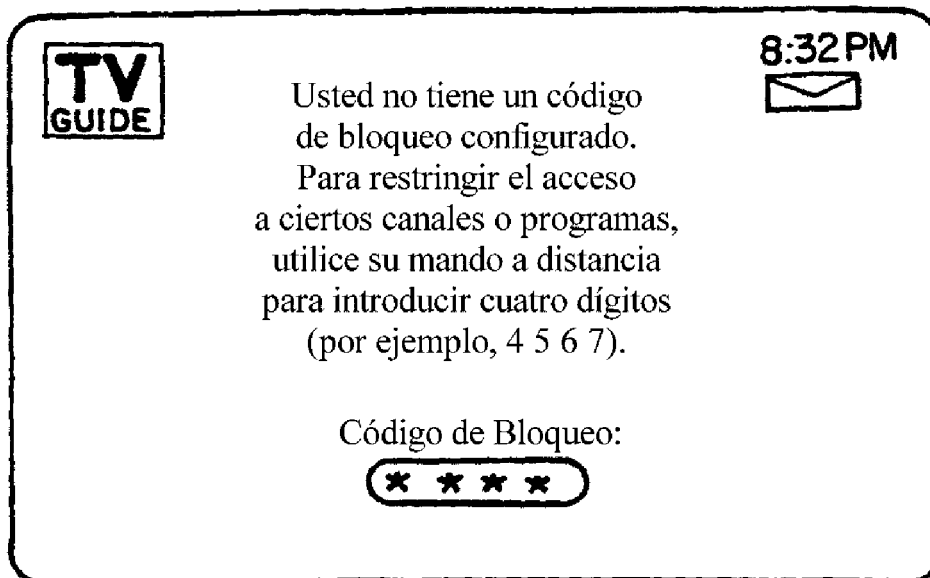 TV
GUIDE
8:32 PM
Usted no tiene un código
de bloqueo configurado.
Para restringir el acceso
a ciertos canales o programas,
utilice su mando a distancia
para introducir cuatro dígitos
(por ejemplo, 4 5 6 7).
Código de Bloqueo:
* * * *